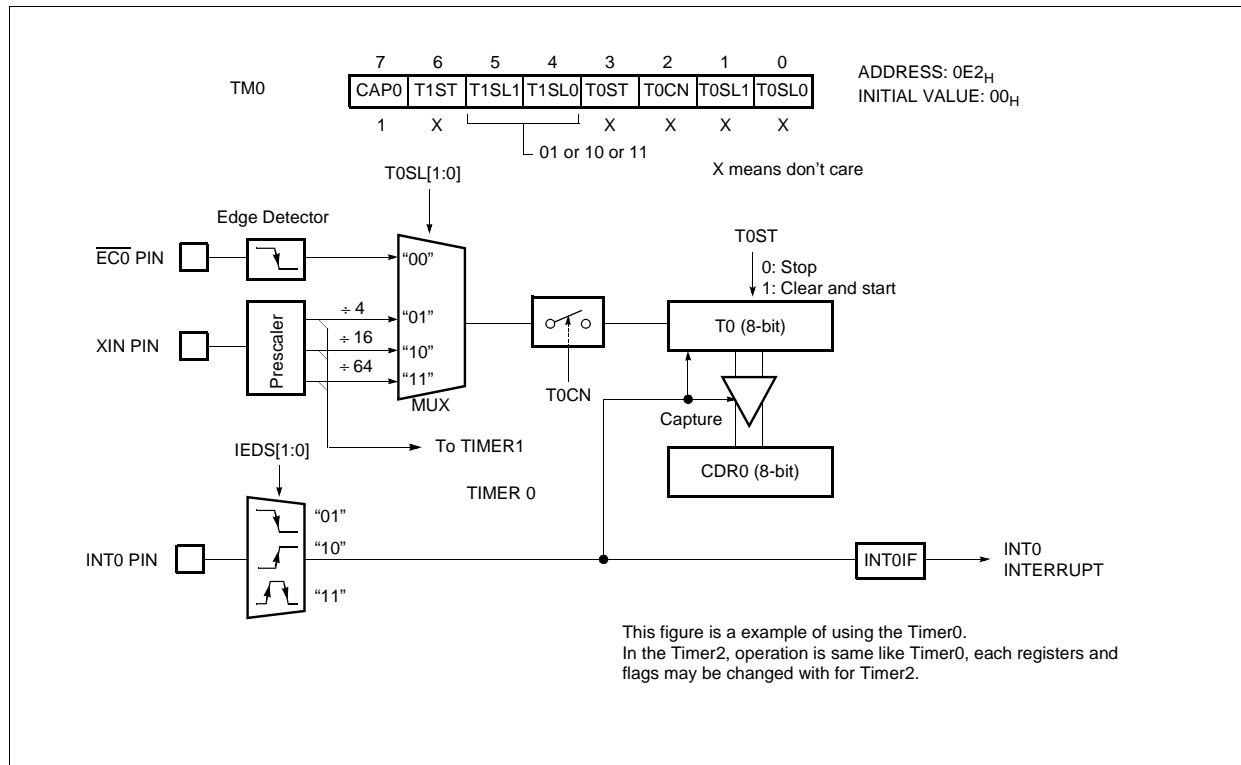 7 6 5 4 3 2 1 0
TM0 CAP0 T1ST T1SL1 T1SL0 T0ST T0CN T0SL1 T0SL0
ADDRESS: 0E2H
INITIAL VALUE: 00H
1 X X X X X
01 or 10 or 11
X means don't care
T0SL[1:0]
Edge Detector
EC0 PIN
"00"
T0ST
0: Stop
1: Clear and start
XIN PIN
Prescaler
÷ 4
"01"
÷ 16
"10"
÷ 64
"11"
MUX
T0CN
T0 (8-bit)
Capture
CDR0 (8-bit)
To TIMER1
IEDS[1:0]
TIMER 0
INT0 PIN
"01"
"10"
"11"
INT0IF
INT0
INTERRUPT
This figure is a example of using the Timer0.
In the Timer2, operation is same like Timer0, each registers and
flags may be changed with for Timer2.